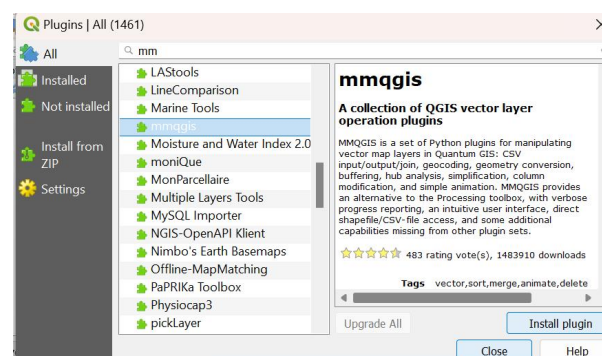 Plugins | All (1461)
All
Installed
Not installed
Install from
ZIP
Settings
mm
LAStools
LineComparison
Marine Tools
mmqgis
Moisture and Water Index 2.0
moniQue
MonParcellaire
Multiple Layers Tools
MySQL Importer
NGIS-OpenAPI Klient
Nimbo's Earth Basemaps
Offline-MapMatching
PaPRIKa Toolbox
Physiocap3
pickLayer
mmqgis
A collection of QGIS vector layer
operation plugins
MMQGIS is a set of Python plugins for manipulating
vector map layers in Quantum GIS: CSV
input/output/join, geocoding, geometry conversion,
buffering, hub analysis, simplification, column
modification, and simple animation. MMQGIS provides
an alternative to the Processing toolbox, with verbose
progress reporting, an intuitive user interface, direct
shapefile/CSV-file access, and some additional
capabilities missing from other plugin sets.
483 rating vote(s), 1483910 downloads
Tags vector,sort,merge,animate,delete
Upgrade All
Install plugin
Close
Help